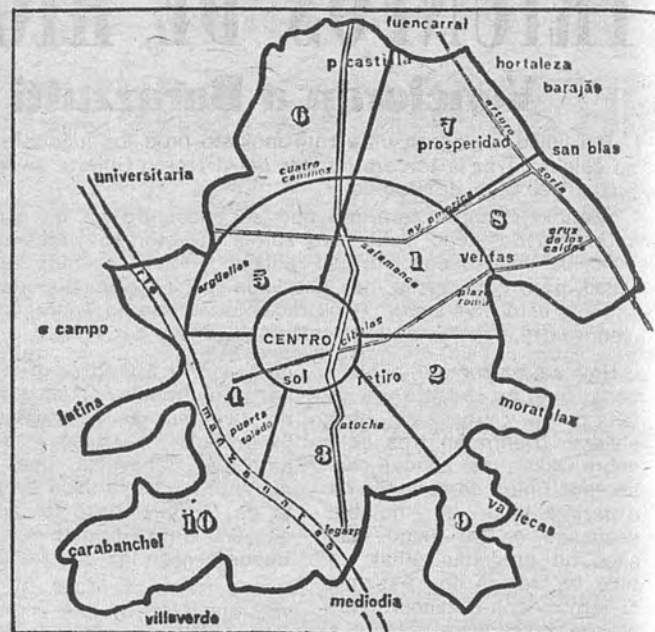 fuencarral
p. castilla
hortaleza
barajas
6
arturo
7
prosperidad
san blas
cuatro
caminos
universitaria
soria
av. america
8
cruz
de los
caidos
salamanca
1
ventas
argüelles
5
plaza
roma
rio
e campo
CENTRO
cibeles
sol
retiro
2
latina
4
moratalaz
puerta
toledo
atocha
3
manzanares
vallecas
10
9
legazpi
carabanchel
mediodia
villaverde